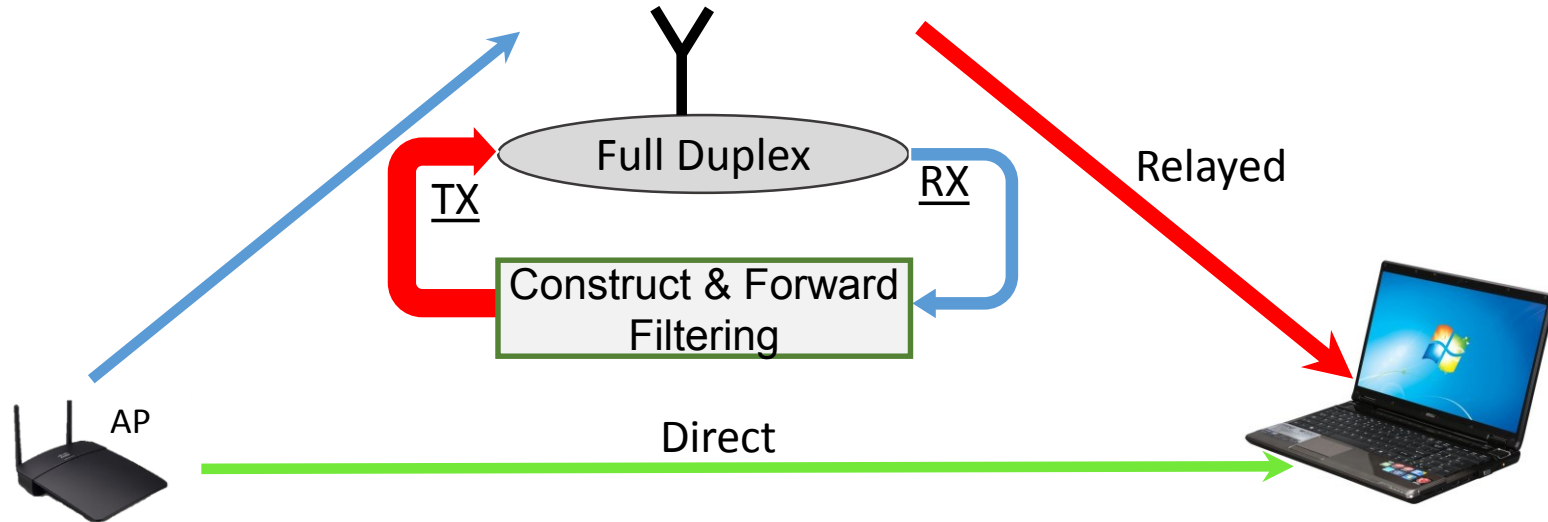 Full Duplex
TX
RX
Relayed
Construct & Forward
Filtering
AP
Direct